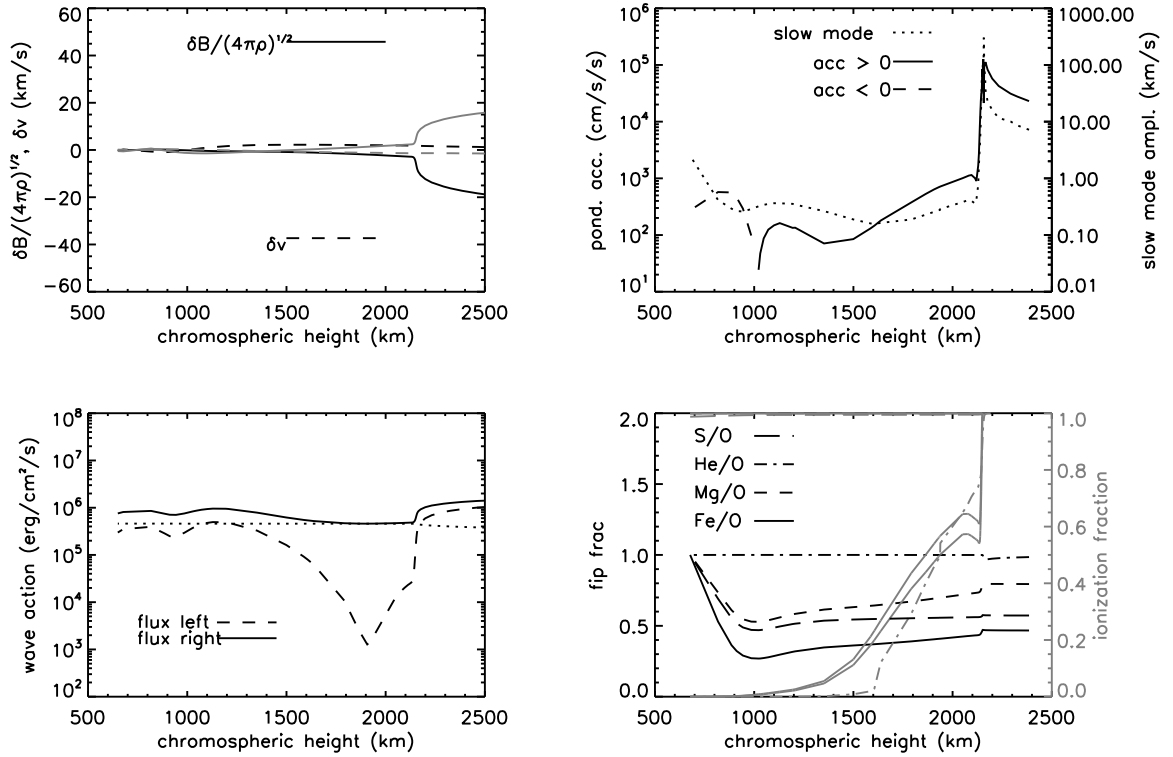 60
40
20
0
-20
-40
-60
δB/(4πρ)^1/2, δv (km/s)
δB/(4πρ)^1/2
δv
500 1000 1500 2000 2500
chromospheric height (km)
10^6
10^5
10^4
10^3
10^2
10^1
pond. acc. (cm/s/s)
slow mode
acc > 0
acc < 0
1000.00
100.00
10.00
1.00
0.10
0.01
slow mode ampl. (km/s)
500 1000 1500 2000 2500
chromospheric height (km)
10^8
10^7
10^6
10^5
10^4
10^3
10^2
wave action (erg/cm²/s)
flux left
flux right
500 1000 1500 2000 2500
chromospheric height (km)
2.0
1.5
1.0
0.5
0.0
fip frac
S/O
He/O
Mg/O
Fe/O
1.0
0.8
0.6
0.4
0.2
0.0
ionization fraction
500 1000 1500 2000 2500
chromospheric height (km)